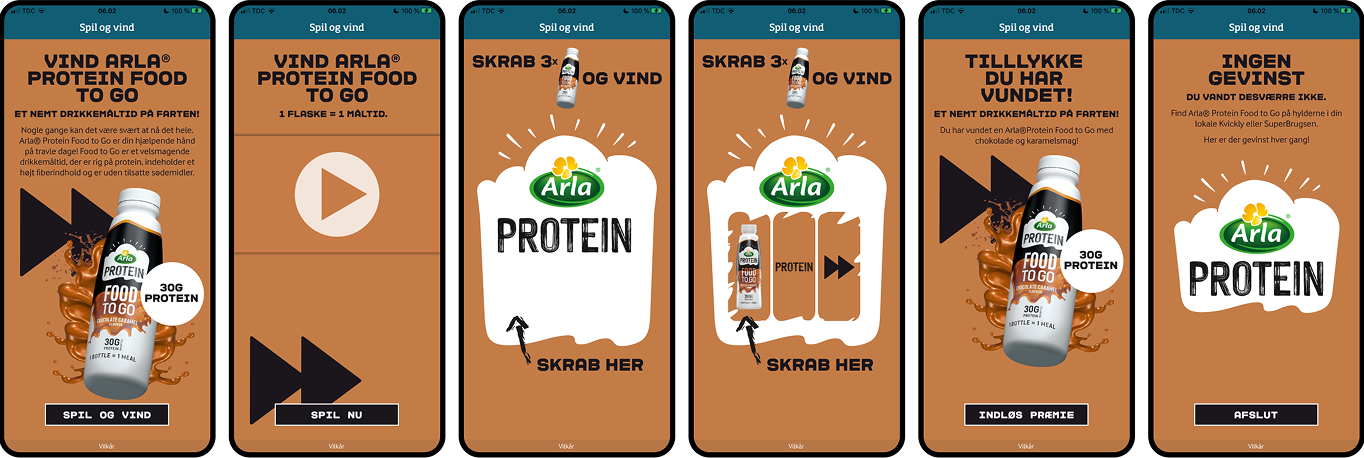 TDC 06.02 100 %
Spil og vind
VIND ARLA®
PROTEIN FOOD
TO GO
ET NEMT DRIKKEMÅLTID PÅ FARTEN!
Nogle gange kan det være svært at nå det hele.
Arla® Protein Food to Go er din hjælpende hånd
på travle dage! Food to Go er et velsmagende
drikkemåltid, der er rig på protein, indeholder et
højt fiberindhold og er uden tilsatte sødemidler.
Arla
PROTEIN
FOOD
TO GO
CHOCOLATE CARAMEL
FLAVOUR
30G
PROTEIN
1 BOTTLE = 1 MEAL
30G
PROTEIN
SPIL OG VIND
Vilkår
TDC 06.02 100 %
Spil og vind
VIND ARLA®
PROTEIN FOOD
TO GO
1 FLASKE = 1 MÅLTID.
SPIL NU
Vilkår
TDC 06.02 100 %
Spil og vind
SKRAB 3x OG VIND
Arla®
PROTEIN
SKRAB HER
Vilkår
TDC 06.02 100 %
Spil og vind
SKRAB 3x OG VIND
Arla®
PROTEIN
FOOD
TO GO
30G
PROTEIN
SKRAB HER
Vilkår
TDC 06.02 100 %
Spil og vind
TILLLYKKE
DU HAR
VUNDET!
ET NEMT DRIKKEMÅLTID PÅ FARTEN!
Du har vundet en Arla®Protein Food to Go med
chokolade og karamelsmag!
Arla
PROTEIN
FOOD
TO GO
CHOCOLATE CARAMEL
FLAVOUR
30G
PROTEIN
1 BOTTLE = 1 MEAL
30G
PROTEIN
INDLØS PRÆMIE
Vilkår
TDC 06.02 100 %
Spil og vind
INGEN
GEVINST
DU VANDT DESVÆRRE IKKE.
Find Arla® Protein Food to Go på hylderne i din
lokale Kvickly eller SuperBrugsen.
Her er der gevinst hver gang!
Arla®
PROTEIN
AFSLUT
Vilkår